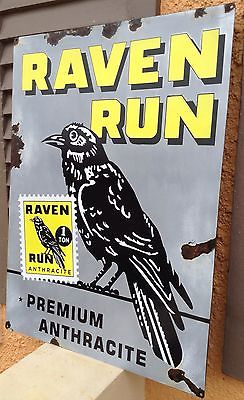 RAVEN
RUN
RAVEN
1
TON
RUN
ANTHRACITE
* PREMIUM
ANTHRACITE